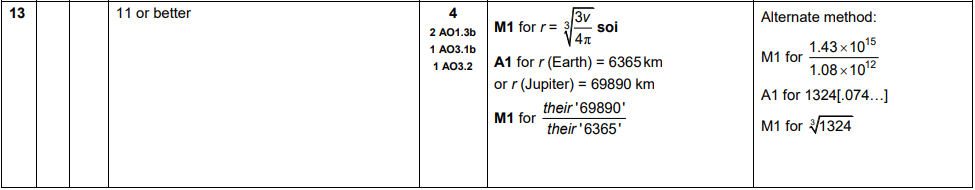 13
11 or better
4
2 AO1.3b
1 AO3.1b
1 AO3.2
M1 for r = ∛(3v/4π) soi
A1 for r (Earth) = 6365 km
or r (Jupiter) = 69890 km
M1 for their '69890' / their '6365'
Alternate method:
M1 for 1.43 × 10¹⁵ / 1.08 × 10¹²
A1 for 1324[.074…]
M1 for ∛1324